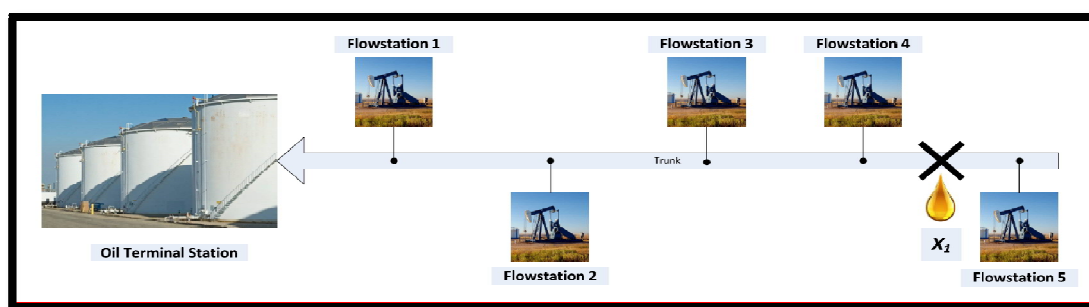 Flowstation 1
Flowstation 3
Flowstation 4
Trunk
X1
Oil Terminal Station
Flowstation 2
Flowstation 5